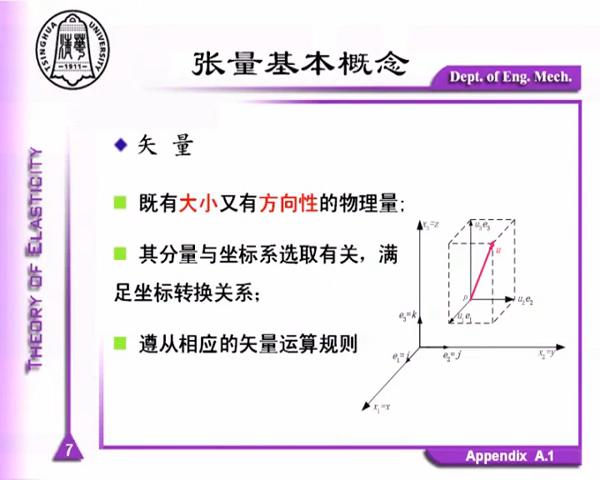 TSINGHUA UNIVERSITY
-1911-
张量基本概念
Dept. of Eng. Mech.
THEORY OF ELASTICITY
矢 量
既有大小又有方向性的物理量;
其分量与坐标系选取有关，满
足坐标转换关系;
遵从相应的矢量运算规则
x₃=z
u₃e₃
u
p
u₂e₂
u₁e₁
e₃=k
e₁=i
e₂=j
x₂=y
x₁=x
7
Appendix A.1